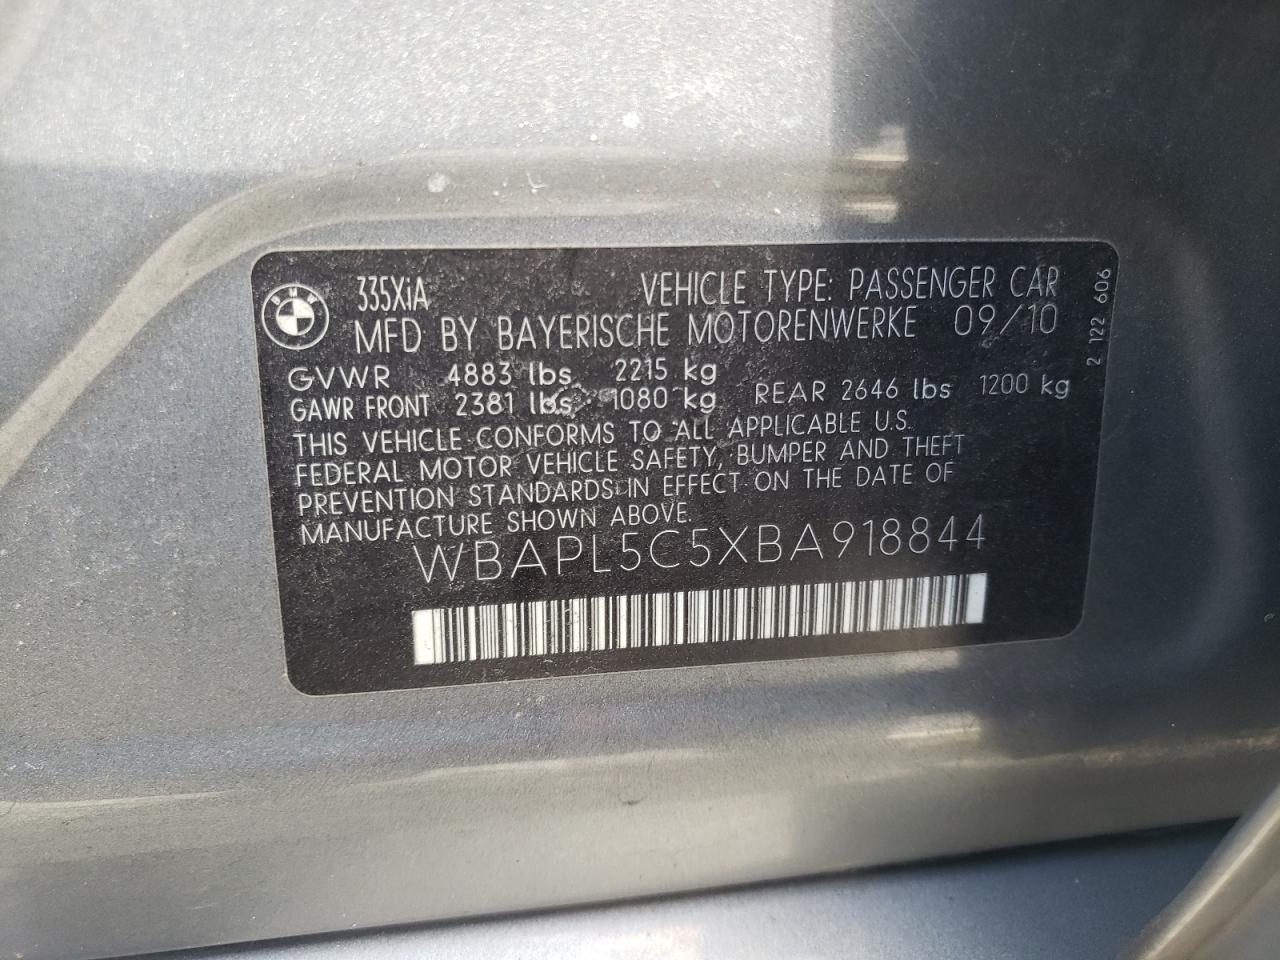 BMW
335XiA VEHICLE TYPE: PASSENGER CAR
MFD BY BAYERISCHE MOTORENWERKE 09/10
GVWR 4883 lbs 2215 kg
GAWR FRONT 2381 lbs 1080 kg REAR 2646 lbs 1200 kg
THIS VEHICLE CONFORMS TO ALL APPLICABLE U.S.
FEDERAL MOTOR VEHICLE SAFETY, BUMPER AND THEFT
PREVENTION STANDARDS IN EFFECT ON THE DATE OF
MANUFACTURE SHOWN ABOVE.
WBAPL5C5XBA918844
2 122 606